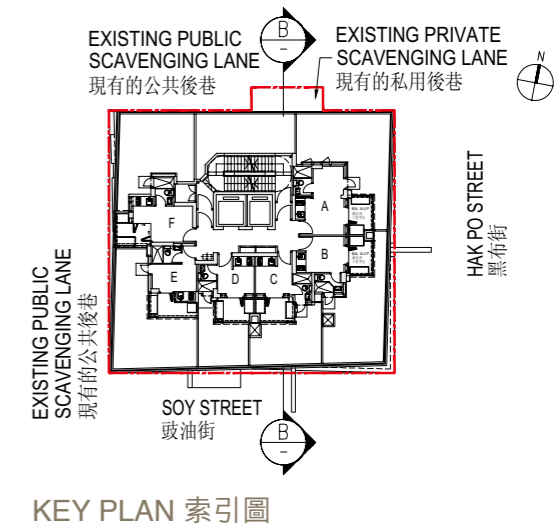 EXISTING PUBLIC
SCAVENGING LANE
現有的公共後巷
B
-
EXISTING PRIVATE
SCAVENGING LANE
現有的私用後巷
N
HAK PO STREET
黑布街
A
B
C
D
E
F
EXISTING PUBLIC
SCAVENGING LANE
現有的公共後巷
SOY STREET
豉油街
B
-
KEY PLAN 索引圖